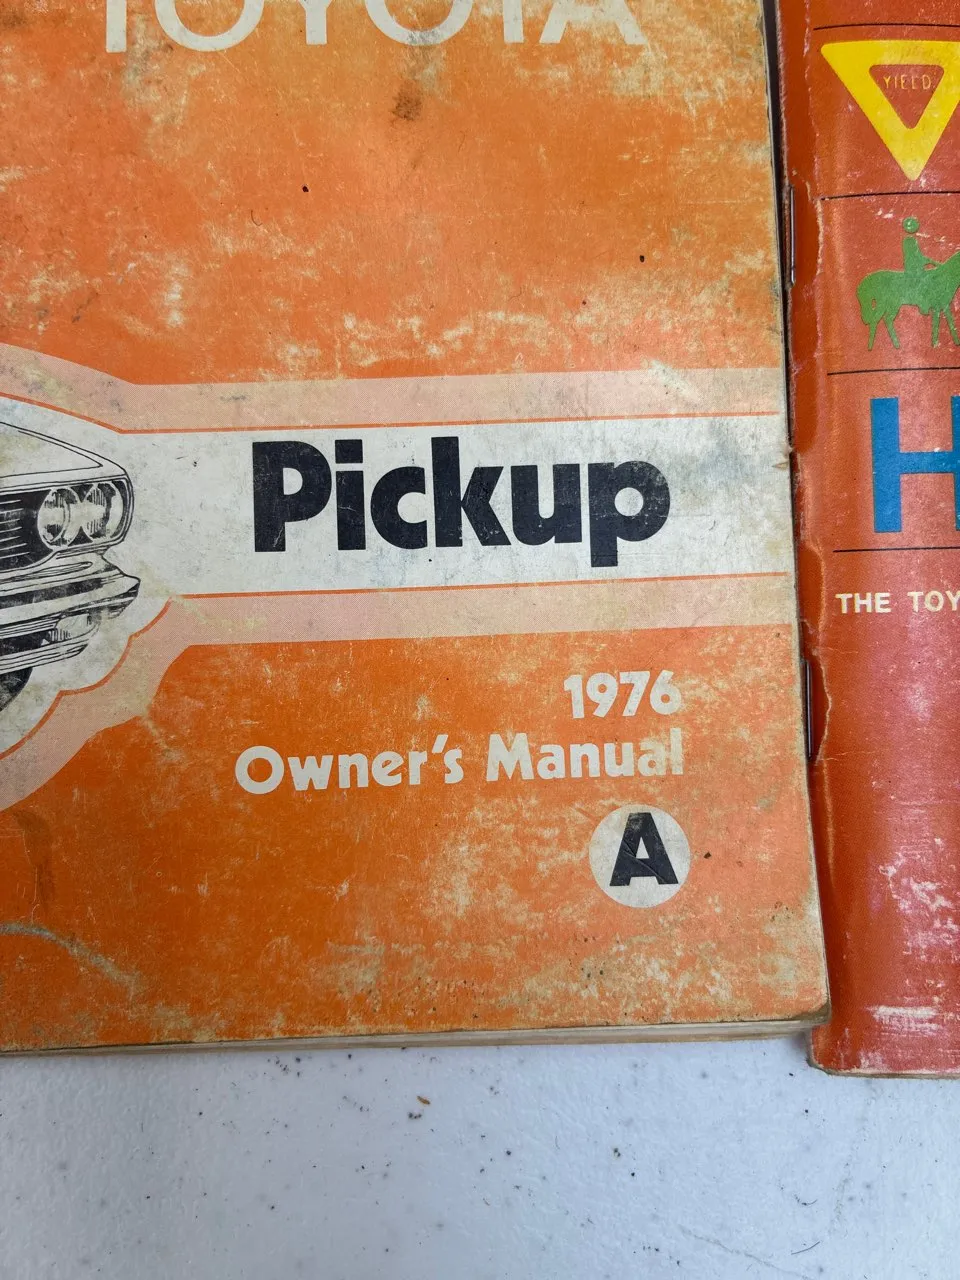 TOYOTA
Pickup
1976
Owner's Manual
A
YIELD
H
THE TOY